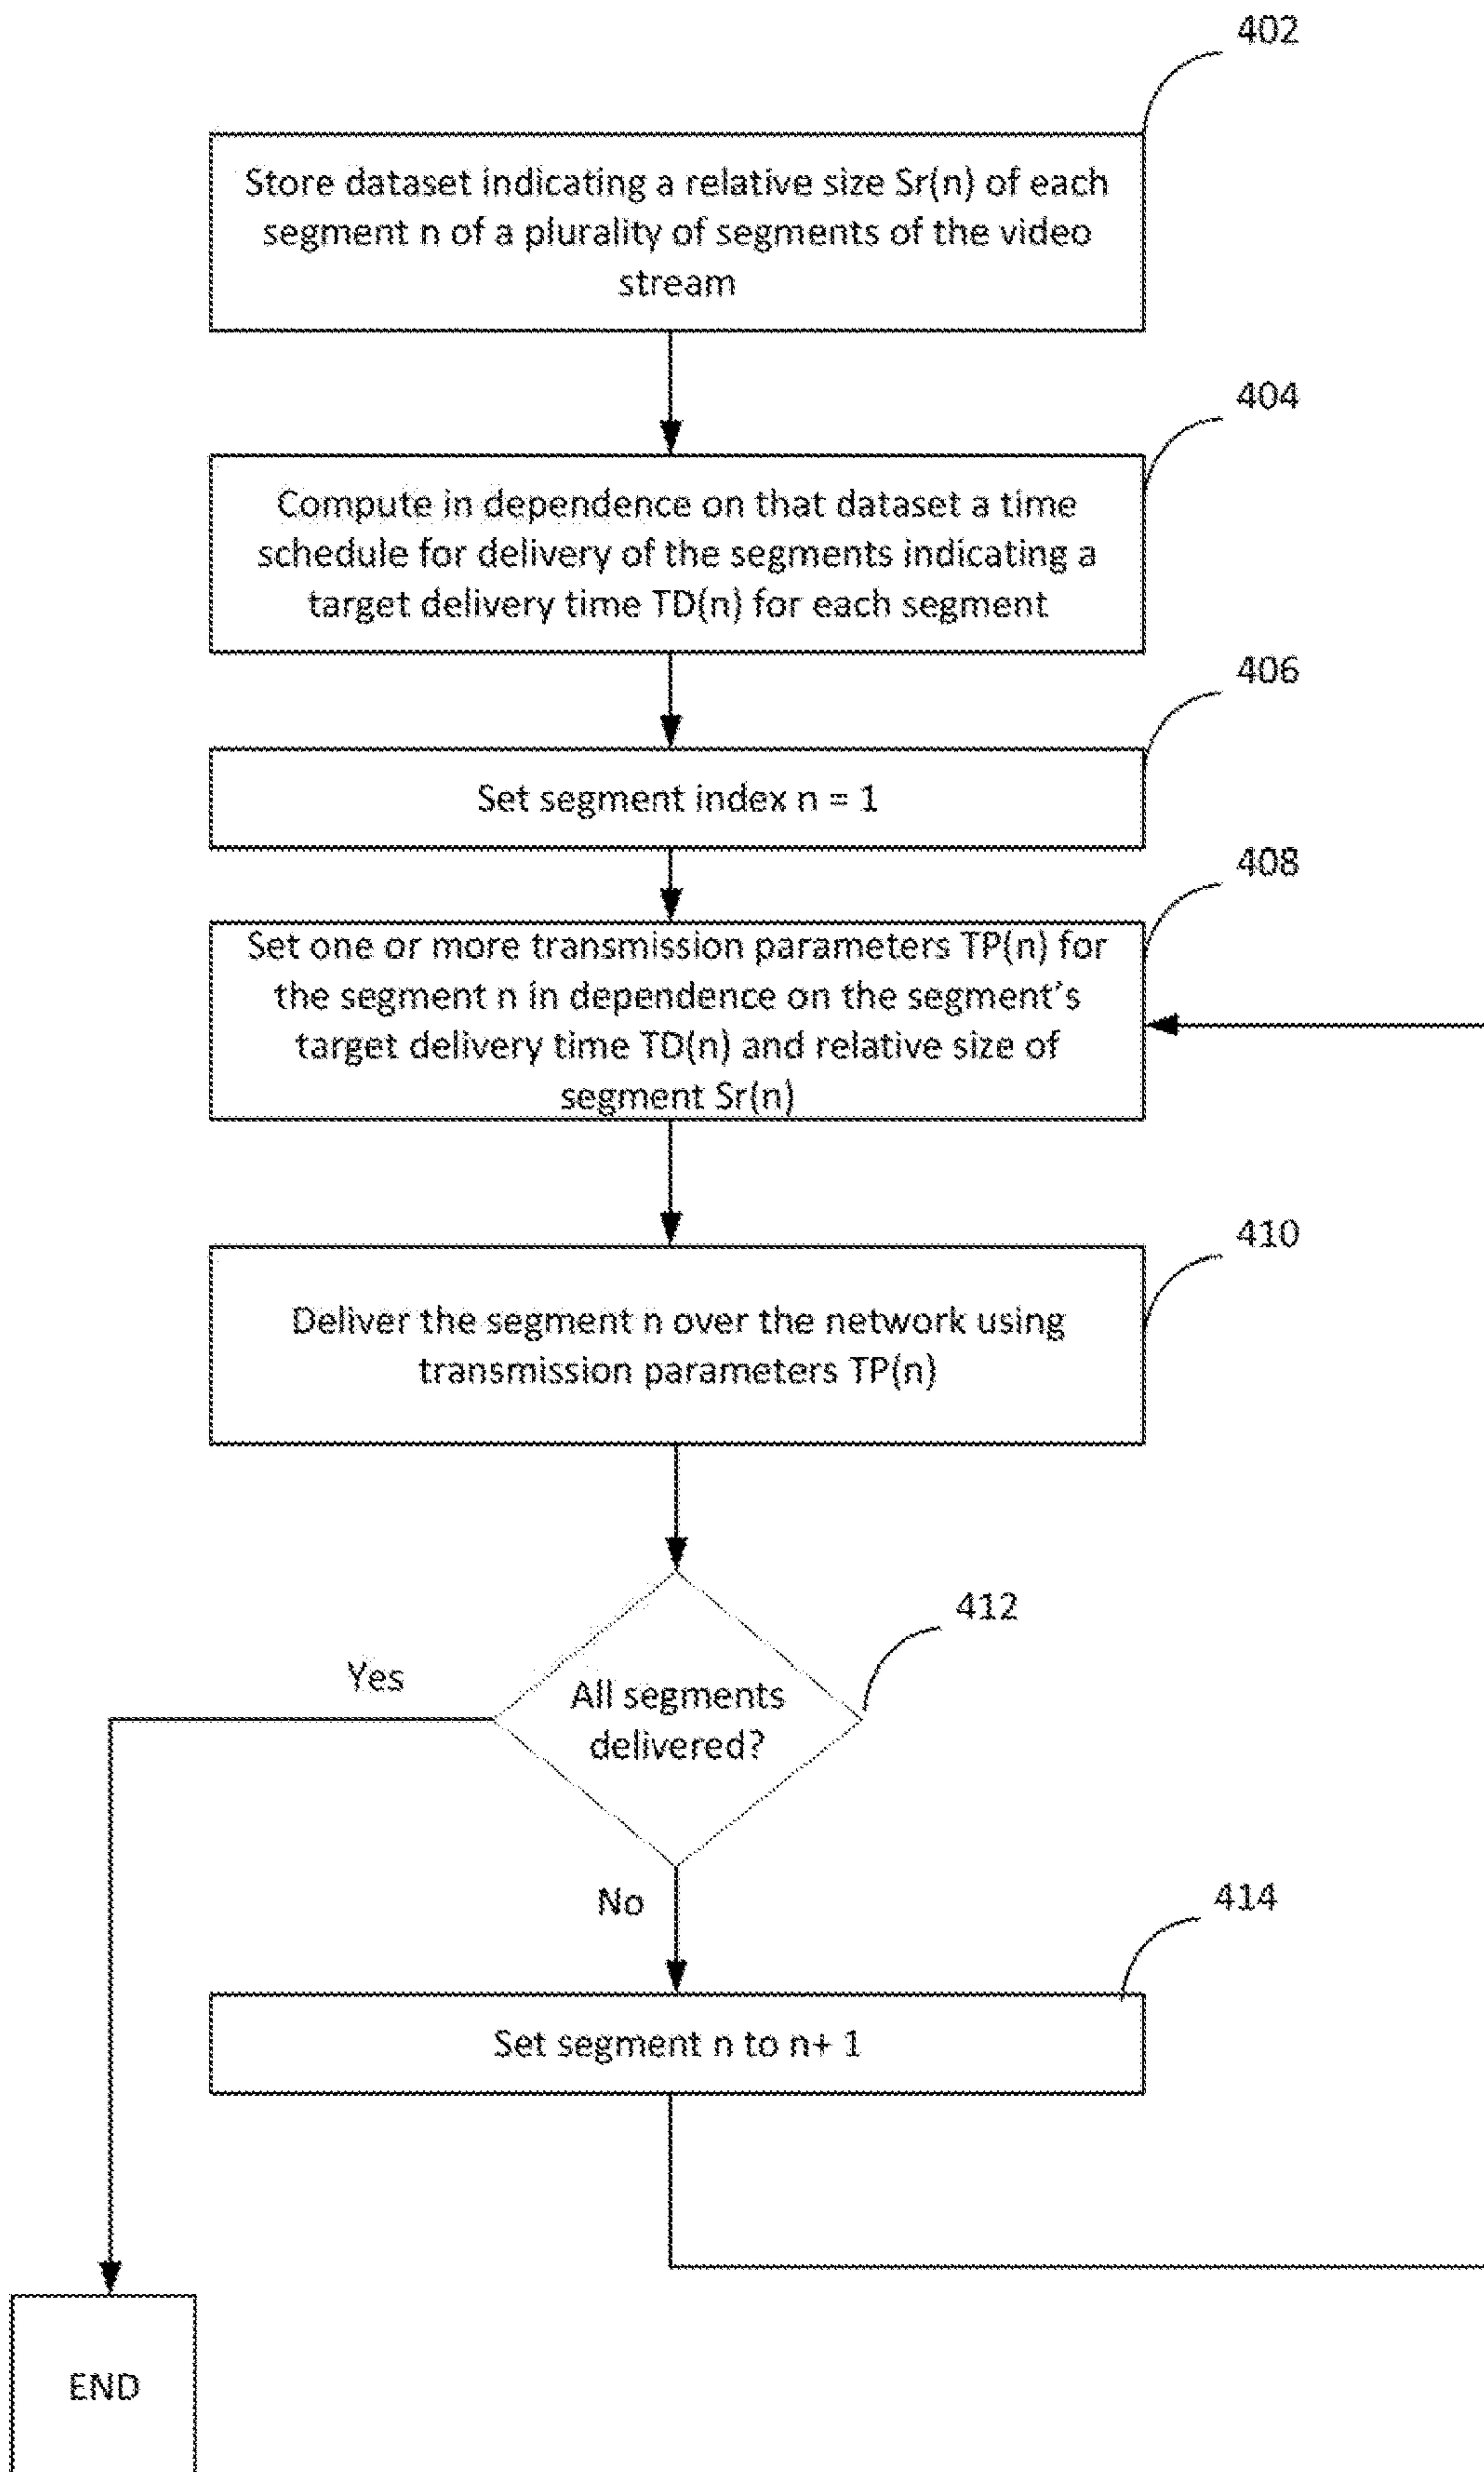 402
Store dataset indicating a relative size Sr(n) of each
segment n of a plurality of segments of the video
stream
404
Compute in dependence on that dataset a time
schedule for delivery of the segments indicating a
target delivery time TD(n) for each segment
406
Set segment index n = 1
408
Set one or more transmission parameters TP(n) for
the segment n in dependence on the segment's
target delivery time TD(n) and relative size of
segment Sr(n)
410
Deliver the segment n over the network using
transmission parameters TP(n)
412
Yes
All segments
delivered?
No
414
Set segment n to n+ 1
END